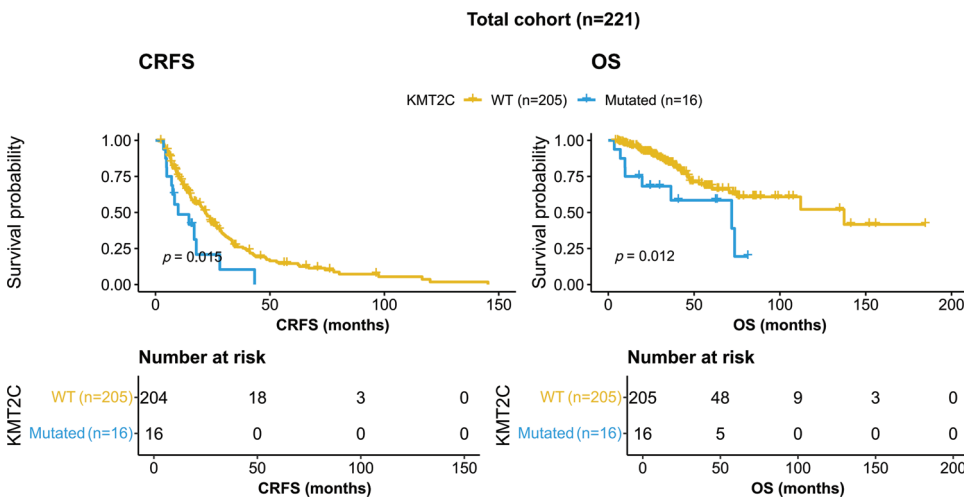 Total cohort (n=221)
CRFS
OS
KMT2C WT (n=205) Mutated (n=16)
Survival probability
1.00
0.75
0.50
0.25
0.00
p = 0.015
0 50 100 150
CRFS (months)
Survival probability
1.00
0.75
0.50
0.25
0.00
p = 0.012
0 50 100 150 200
OS (months)
Number at risk
KMT2C
WT (n=205) 204 18 3 0
Mutated (n=16) 16 0 0 0
0 50 100 150
CRFS (months)
Number at risk
KMT2C
WT (n=205) 205 48 9 3 0
Mutated (n=16) 16 5 0 0 0
0 50 100 150 200
OS (months)